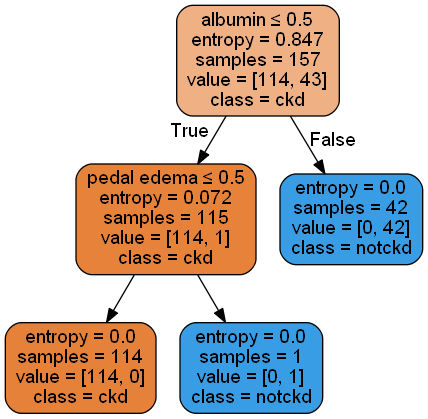 albumin ≤ 0.5
entropy = 0.847
samples = 157
value = [114, 43]
class = ckd
True
False
pedal edema ≤ 0.5
entropy = 0.072
samples = 115
value = [114, 1]
class = ckd
entropy = 0.0
samples = 42
value = [0, 42]
class = notckd
entropy = 0.0
samples = 114
value = [114, 0]
class = ckd
entropy = 0.0
samples = 1
value = [0, 1]
class = notckd